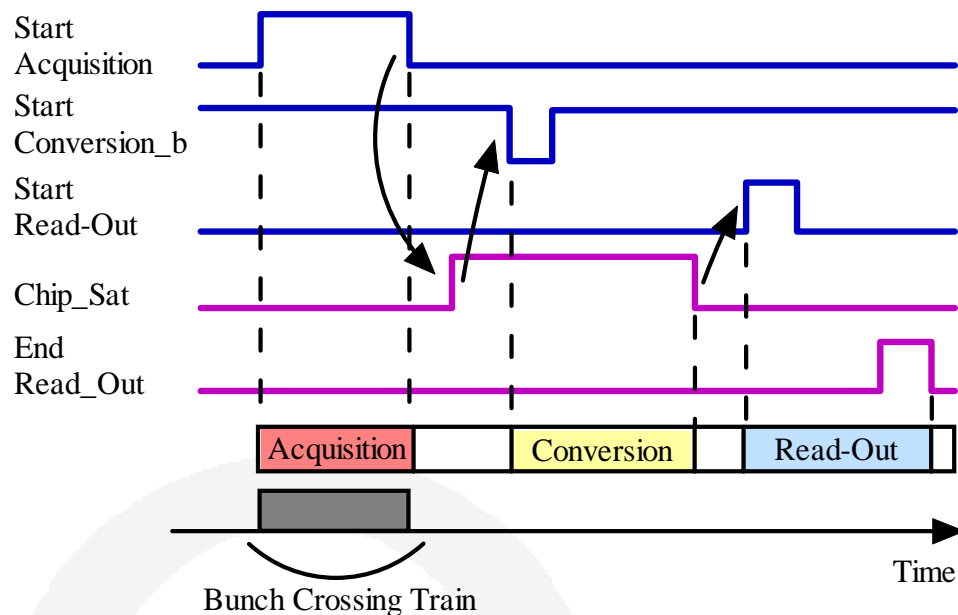 Start
Acquisition
Start
Conversion_b
Start
Read-Out
Chip_Sat
End
Read_Out
Acquisition
Conversion
Read-Out
Time
Bunch Crossing Train